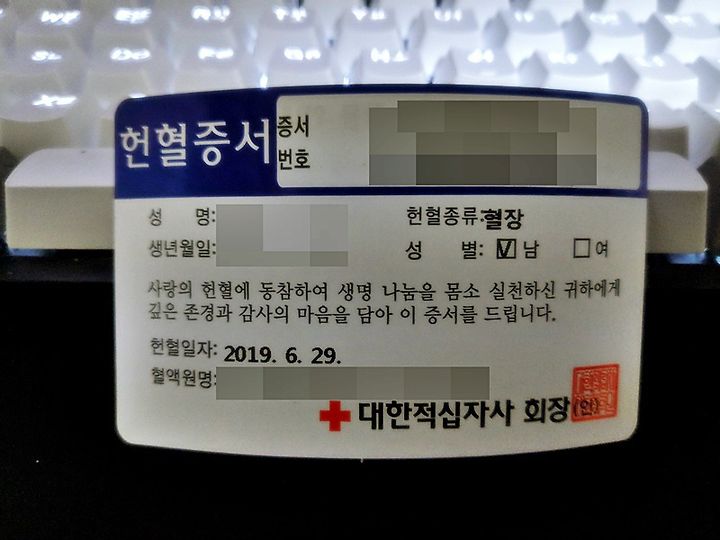 헌혈증서
증서
번호
성 명:
헌혈종류:혈장
생년월일:
성 별: ☑ 남 ☐ 여
사랑의 헌혈에 동참하여 생명 나눔을 몸소 실천하신 귀하에게
깊은 존경과 감사의 마음을 담아 이 증서를 드립니다.
헌혈일자: 2019. 6. 29.
혈액원명:
대한적십자사 회장(인)